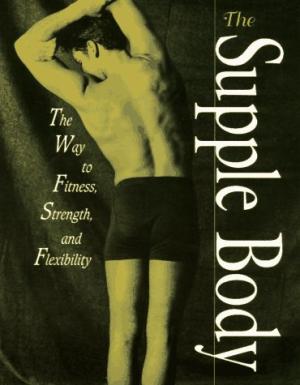 The
Supple Body
The
Way
to
Fitness,
Strength,
and
Flexibility